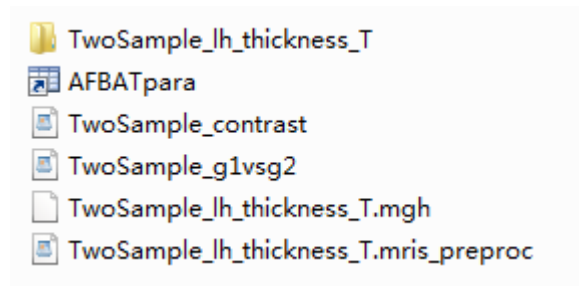 TwoSample_lh_thickness_T
AFBATpara
TwoSample_contrast
TwoSample_g1vsg2
TwoSample_lh_thickness_T.mgh
TwoSample_lh_thickness_T.mris_preproc